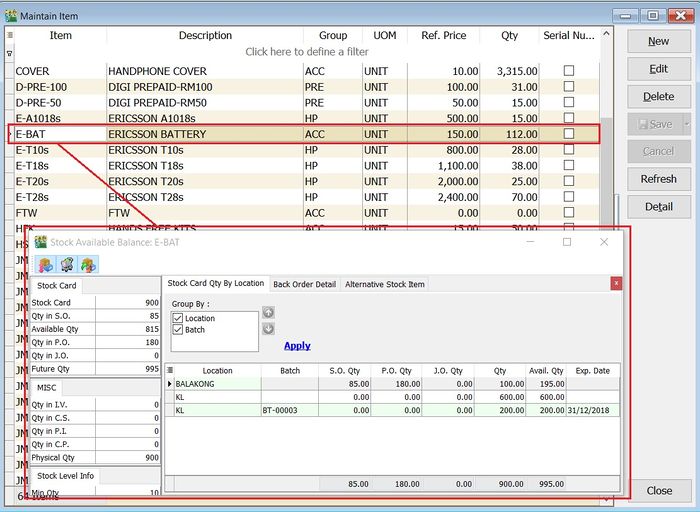 Maintain Item
Item Description Group UOM Ref. Price Qty Serial Nu...
Click here to define a filter
COVER HANDPHONE COVER ACC UNIT 10.00 3,315.00
D-PRE-100 DIGI PREPAID-RM100 PRE UNIT 100.00 31.00
D-PRE-50 DIGI PREPAID-RM50 PRE UNIT 50.00 15.00
E-A1018s ERICSSON A1018s HP UNIT 500.00 15.00
E-BAT ERICSSON BATTERY ACC UNIT 150.00 112.00
E-T10s ERICSSON T10s HP UNIT 800.00 28.00
E-T18s ERICSSON T18s HP UNIT 1,100.00 38.00
E-T20s ERICSSON T20s HP UNIT 2,000.00 25.00
E-T28s ERICSSON T28s HP UNIT 2,400.00 70.00
FTW FTW ACC UNIT 0.00 0.00
HFK HANDS FREE KITS ACC UNIT 15.00 50.00
HS
JM
JM
JM
JM
JM
JM
JM
JM
JM
JM
JM
JM
JM
JM
64 Items
New
Edit
Delete
Save
Cancel
Refresh
Detail
Close
Stock Available Balance: E-BAT
Stock Card
Stock Card 900
Qty in S.O. 85
Available Qty 815
Qty in P.O. 180
Qty in J.O. 0
Future Qty 995
MISC
Qty in I.V. 0
Qty in C.S. 0
Qty in P.I. 0
Qty in C.P. 0
Physical Qty 900
Stock Level Info
Min Qty 10
Stock Card Qty By Location Back Order Detail Alternative Stock Item
Group By :
Location
Batch
Apply
Location Batch S.O. Qty P.O. Qty J.O. Qty Qty Avail. Qty Exp. Date
BALAKONG 85.00 180.00 0.00 100.00 195.00
KL 0.00 0.00 0.00 600.00 600.00
KL BT-00003 0.00 0.00 0.00 200.00 200.00 31/12/2018
85.00 180.00 0.00 900.00 995.00